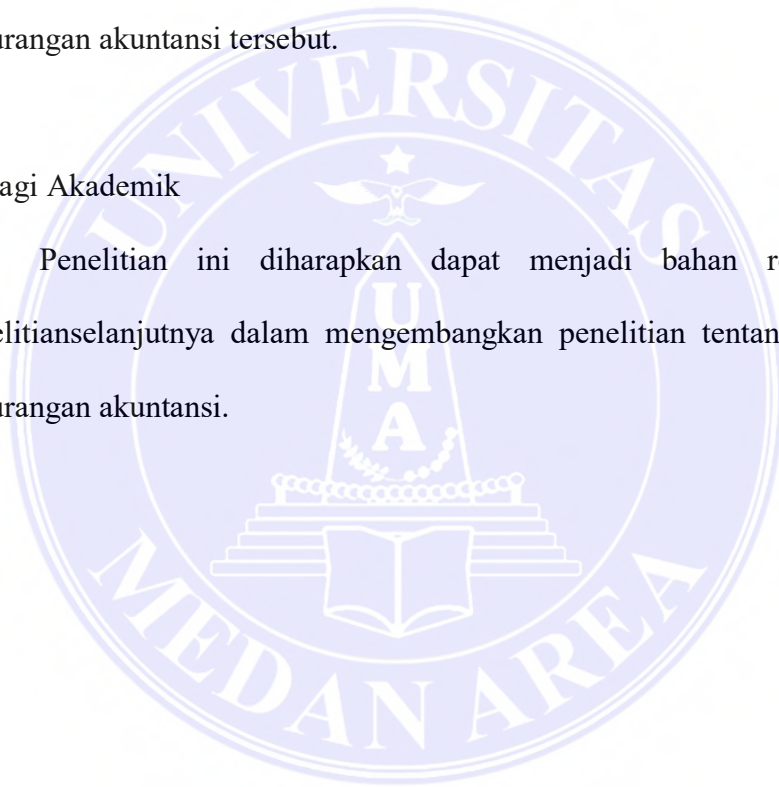 urangan akuntansi tersebut.
agi Akademik
Penelitian ini diharapkan dapat menjadi bahan r
elitianselanjutnya dalam mengembangkan penelitian tentan
urangan akuntansi.
UNIVERSITAS
UMA
MEDAN AREA